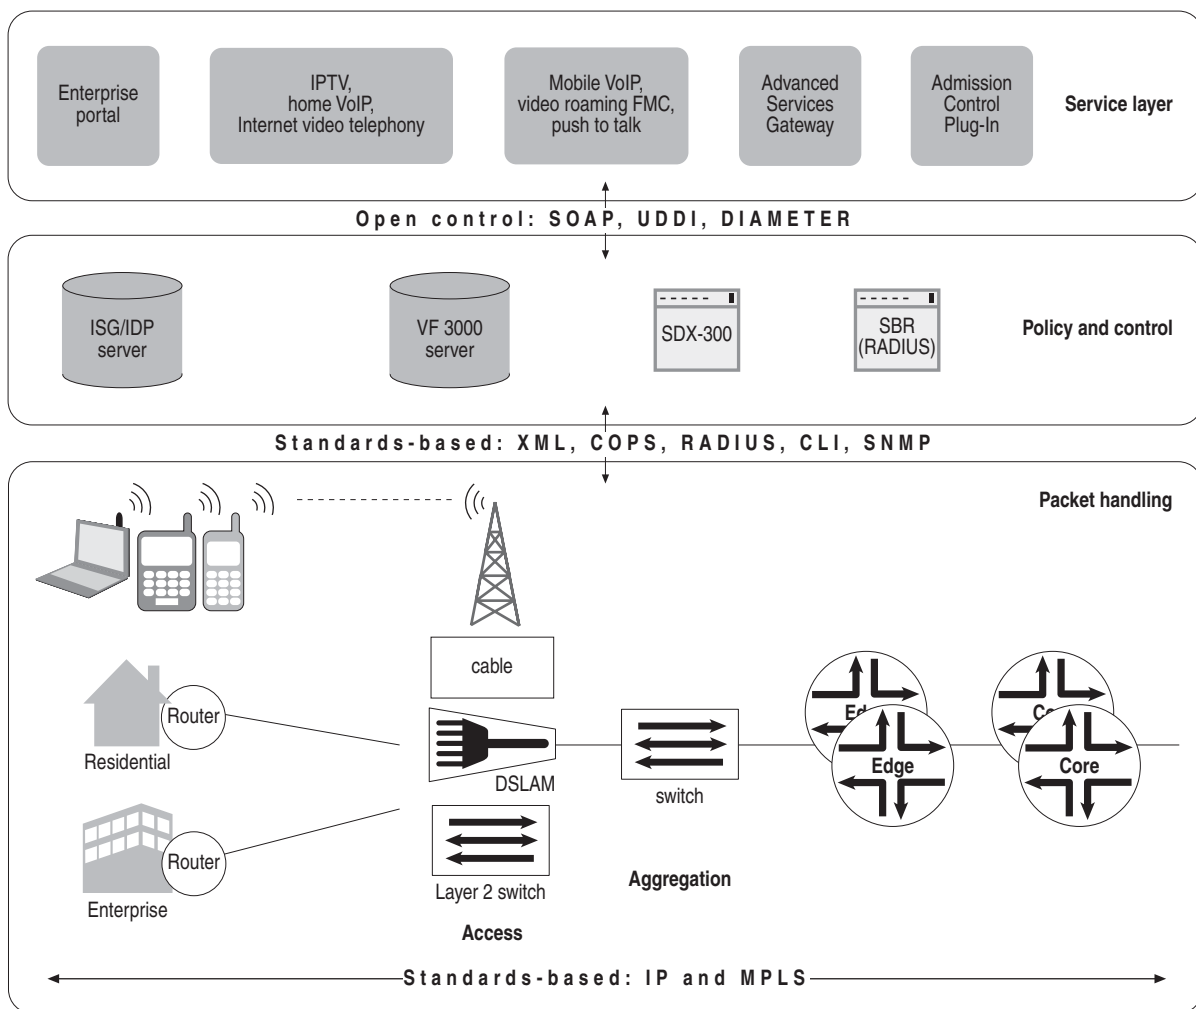 Enterprise
portal
IPTV,
home VoIP,
Internet video telephony
Mobile VoIP,
video roaming FMC,
push to talk
Advanced
Services
Gateway
Admission
Control
Plug-In
Service layer
Open control: SOAP, UDDI, DIAMETER
ISG/IDP
server
VF 3000
server
SDX-300
SBR
(RADIUS)
Policy and control
Standards-based: XML, COPS, RADIUS, CLI, SNMP
Packet handling
cable
Router
Residential
DSLAM
switch
Edge
Core
Router
Enterprise
Layer 2 switch
Aggregation
Access
Standards-based: IP and MPLS